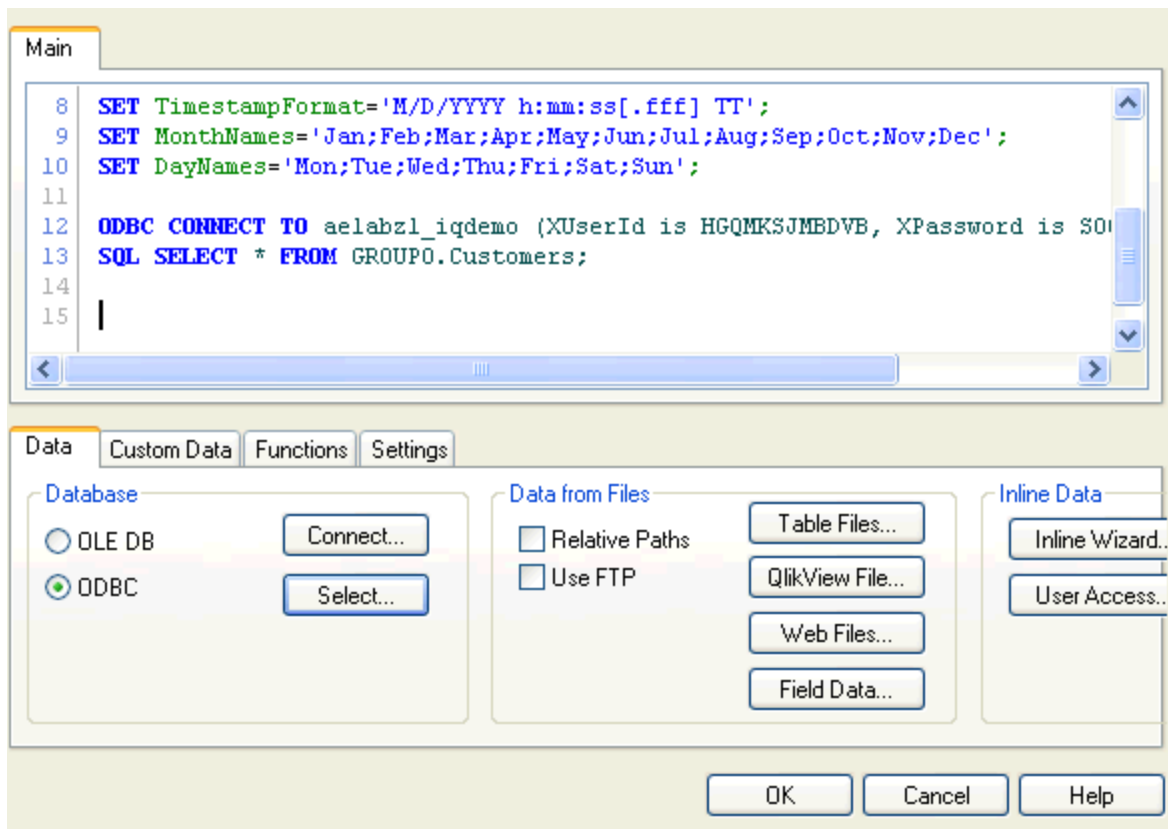 Main
8 SET TimestampFormat='M/D/YYYY h:mm:ss[.fff] TT';
9 SET MonthNames='Jan;Feb;Mar;Apr;May;Jun;Jul;Aug;Sep;Oct;Nov;Dec';
10 SET DayNames='Mon;Tue;Wed;Thu;Fri;Sat;Sun';
11
12 ODBC CONNECT TO aelabzl_iqdemo (XUserId is HGQMKSJMBDVB, XPassword is
13 SQL SELECT * FROM GROUPO.Customers;
14
15
Data Custom Data Functions Settings
Database Data from Files Inline Data
OLE DB Connect... Relative Paths Table Files... Inline Wizard..
ODBC Select... Use FTP QlikView File... User Access..
Web Files...
Field Data...
OK Cancel Help